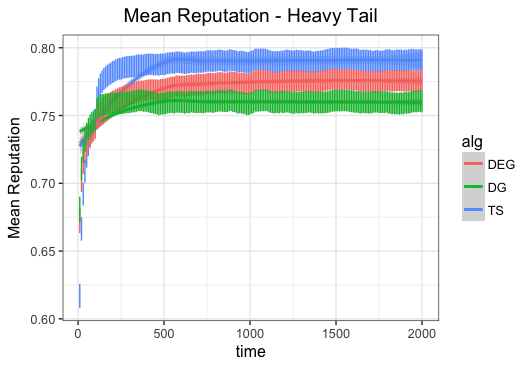 Mean Reputation - Heavy Tail
0.80
0.75
0.70
0.65
0.60
Mean Reputation
0
500
1000
1500
2000
time
alg
DEG
DG
TS